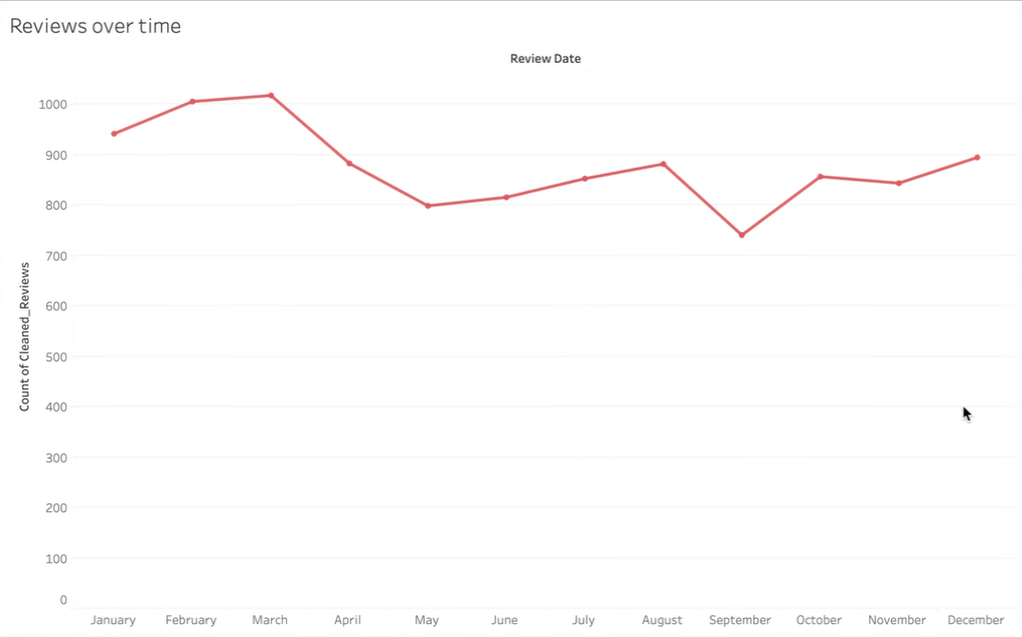 Reviews over time
Review Date
Count of Cleaned_Reviews
1000
900
800
700
600
500
400
300
200
100
0
January February March April May June July August September October November December